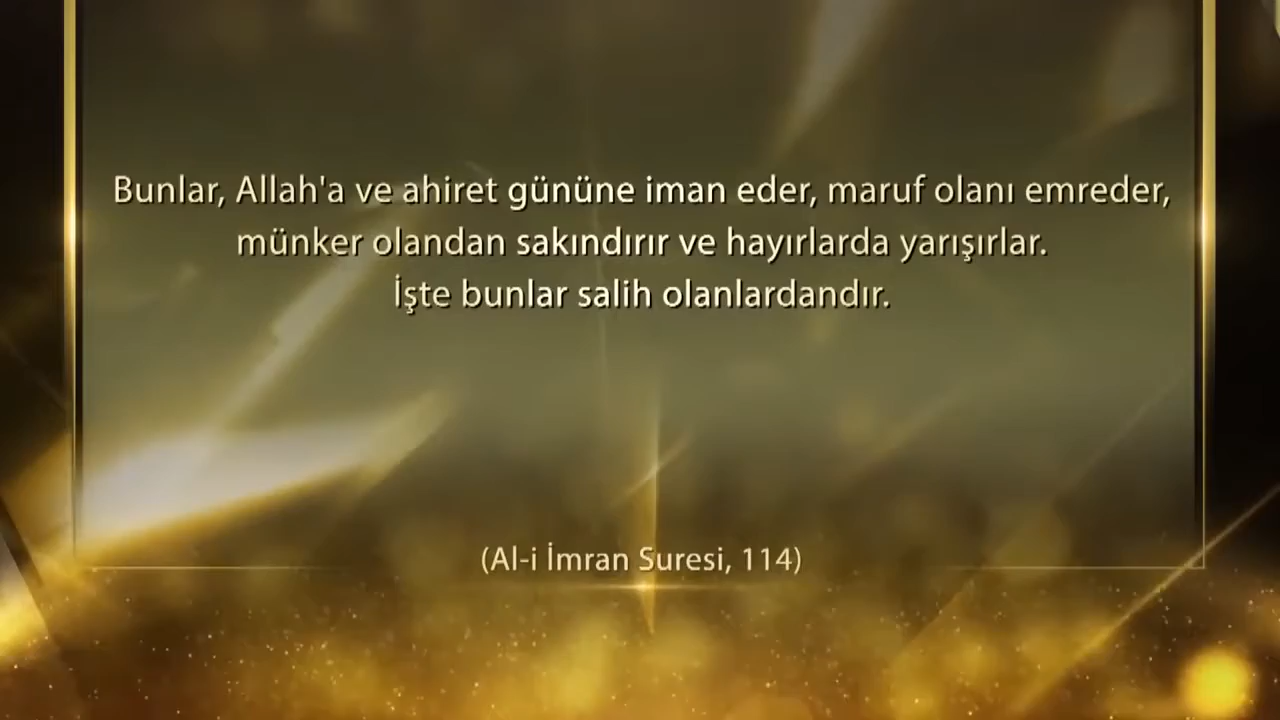 Bunlar, Allah'a ve ahiret gününe iman eder, maruf olanı emreder,
münker olandan sakındırır ve hayırlarda yarışırlar.
İşte bunlar salih olanlardandır.
(Al-i İmran Suresi, 114)